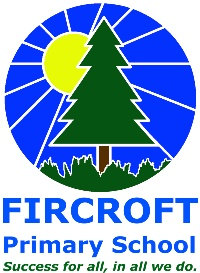 FIRCROFT
Primary School
Success for all, in all we do.